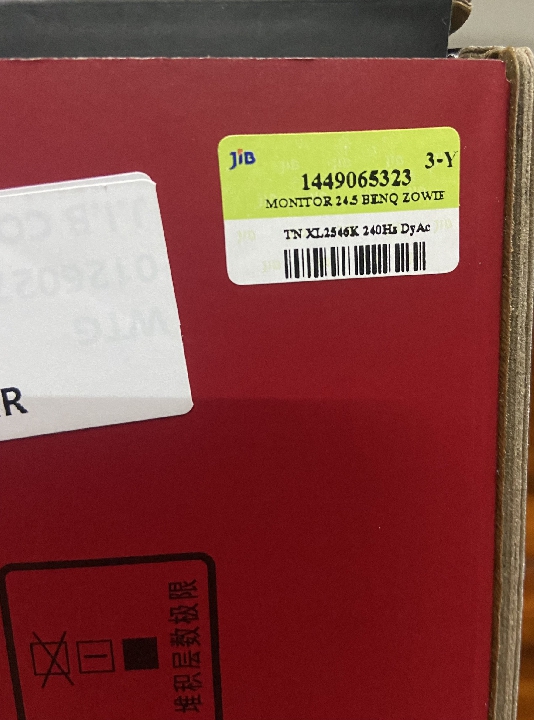 JIB
3-Y
1449065323
MONITOR 24.5 BENQ ZOWIE
TN XL2546K 240Hz DyAc
R
堆积层数极限